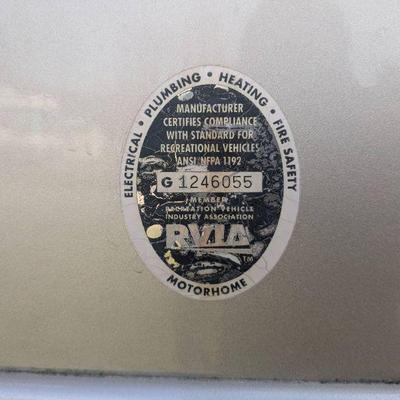 ELECTRICAL • PLUMBING • HEATING • FIRE SAFETY
MANUFACTURER
CERTIFIES COMPLIANCE
WITH STANDARD FOR
RECREATIONAL VEHICLES
ANSI NFPA 1192
G 1246055
MEMBER
RECREATION VEHICLE
INDUSTRY ASSOCIATION
RVIA
TM
MOTORHOME